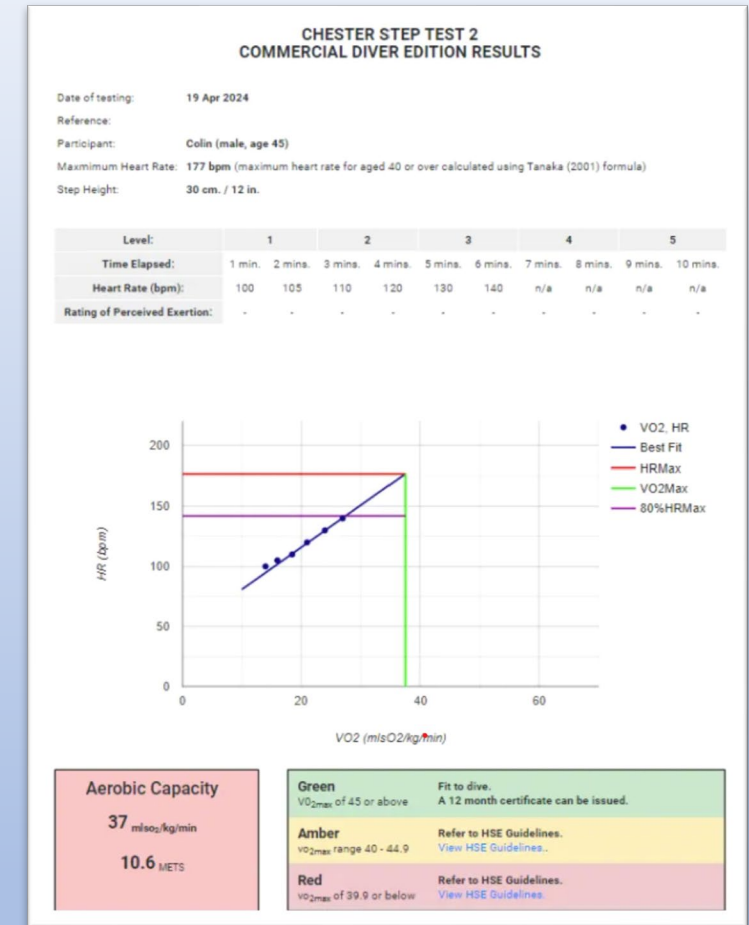 CHESTER STEP TEST 2
COMMERCIAL DIVER EDITION RESULTS
Date of testing: 19 Apr 2024
Reference:
Participant: Colin (male, age 45)
Maxmimum Heart Rate: 177 bpm (maximum heart rate for aged 40 or over calculated using Tanaka (2001) formula)
Step Height: 30 cm. / 12 in.
Level: 1 2 3 4 5
Time Elapsed: 1 min. 2 mins. 3 mins. 4 mins. 5 mins. 6 mins. 7 mins. 8 mins. 9 mins. 10 mins.
Heart Rate (bpm): 100 105 110 120 130 140 n/a n/a n/a n/a
Rating of Perceived Exertion: - - - - - - - - - -
200
150
100
50
0
HR (bpm)
0 20 40 60
VO2 (mlsO2/kg/min)
VO2, HR
Best Fit
HRMax
VO2Max
80%HRMax
Aerobic Capacity
37 mlso₂/kg/min
10.6 METS
Green Fit to dive.
VO₂max of 45 or above A 12 month certificate can be issued.
Amber Refer to HSE Guidelines.
vo₂max range 40 - 44.9 View HSE Guidelines..
Red Refer to HSE Guidelines.
vo₂max of 39.9 or below View HSE Guidelines.